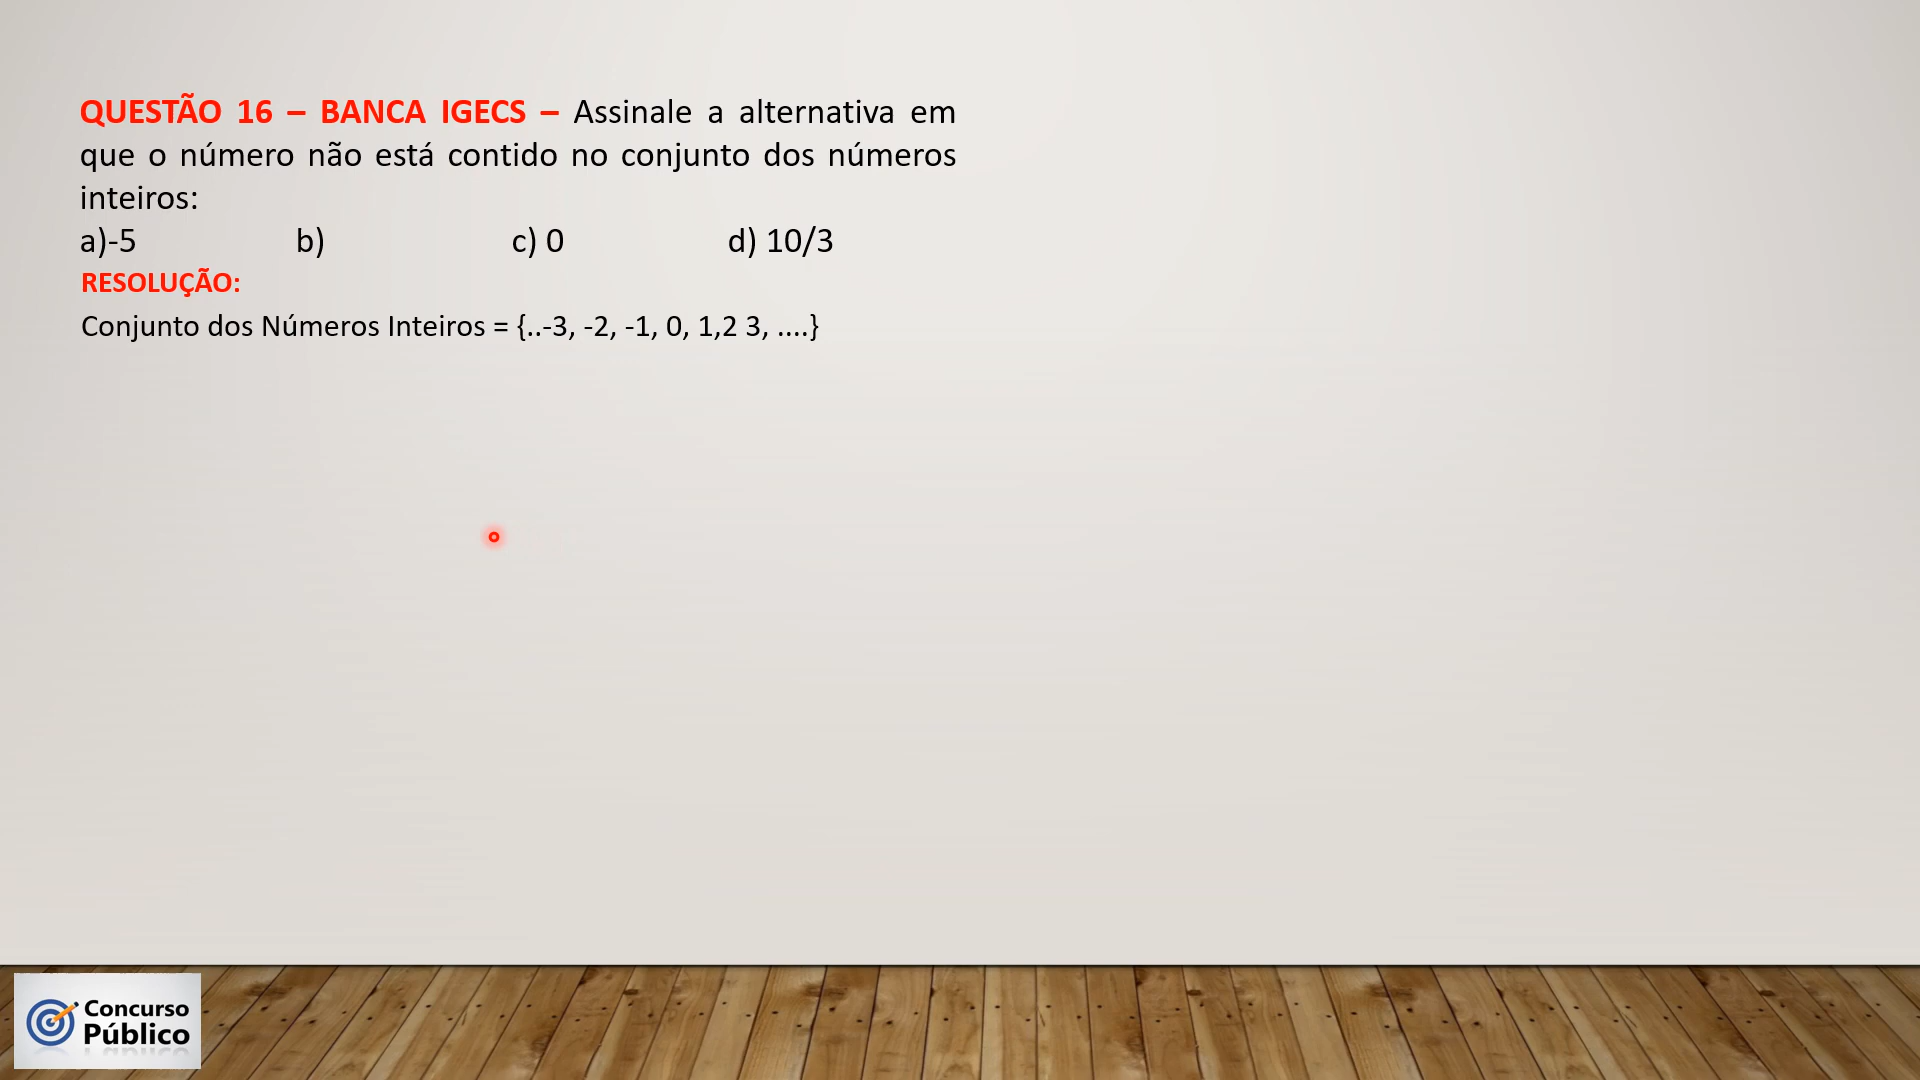 QUESTÃO 16 – BANCA IGECS – Assinale a alternativa em
que o número não está contido no conjunto dos números
inteiros:
a)-5 b) c) 0 d) 10/3
RESOLUÇÃO:
Conjunto dos Números Inteiros = {..-3, -2, -1, 0, 1,2 3, ....}
Concurso
Público